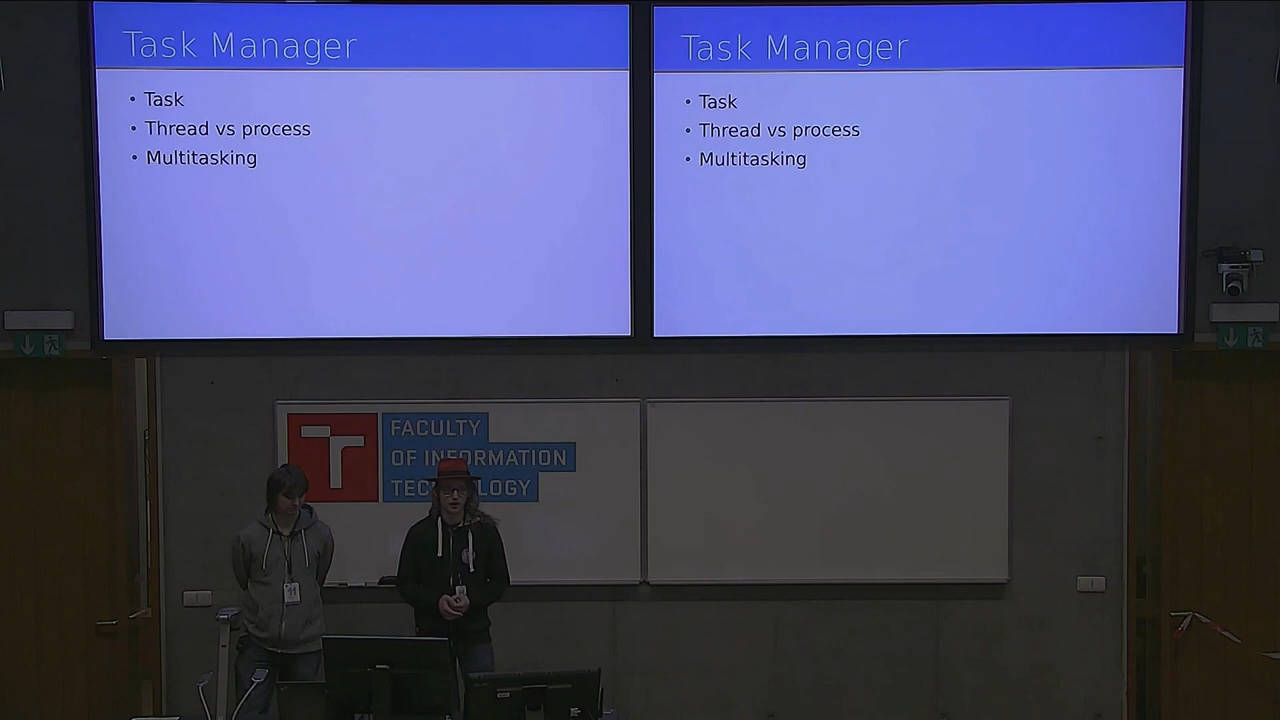 Task Manager
• Task
• Thread vs process
• Multitasking
Task Manager
• Task
• Thread vs process
• Multitasking
FACULTY
OF INFORMATION
TECHNOLOGY